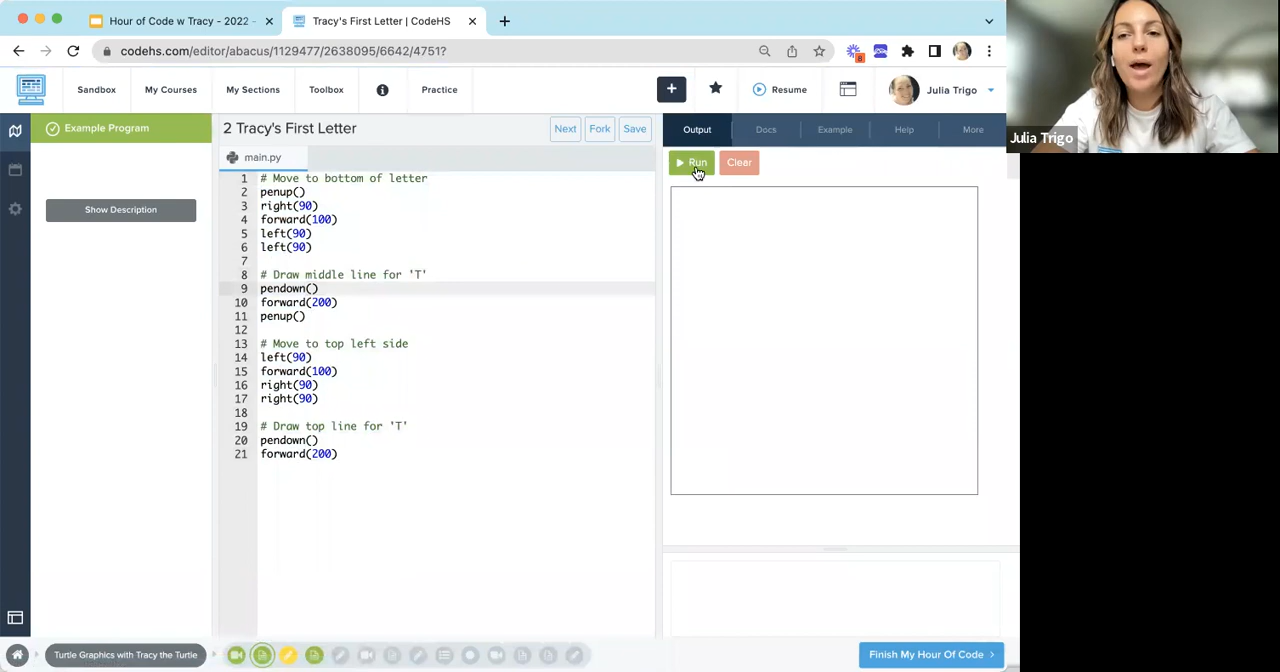 Hour of Code w Tracy - 2022 -
Tracy's First Letter | CodeHS
codehs.com/editor/abacus/1129477/2638095/6642/4751?
8
Sandbox
My Courses
My Sections
Toolbox
Practice
Resume
Julia Trigo
Julia Trigo
Example Program
Show Description
2 Tracy's First Letter
Next
Fork
Save
main.py
1 # Move to bottom of letter
2 penup()
3 right(90)
4 forward(100)
5 left(90)
6 left(90)
7
8 # Draw middle line for 'T'
9 pendown()
10 forward(200)
11 penup()
12
13 # Move to top left side
14 left(90)
15 forward(100)
16 right(90)
17 right(90)
18
19 # Draw top line for 'T'
20 pendown()
21 forward(200)
Output
Docs
Example
Help
More
Run
Clear
Turtle Graphics with Tracy the Turtle
Finish My Hour Of Code